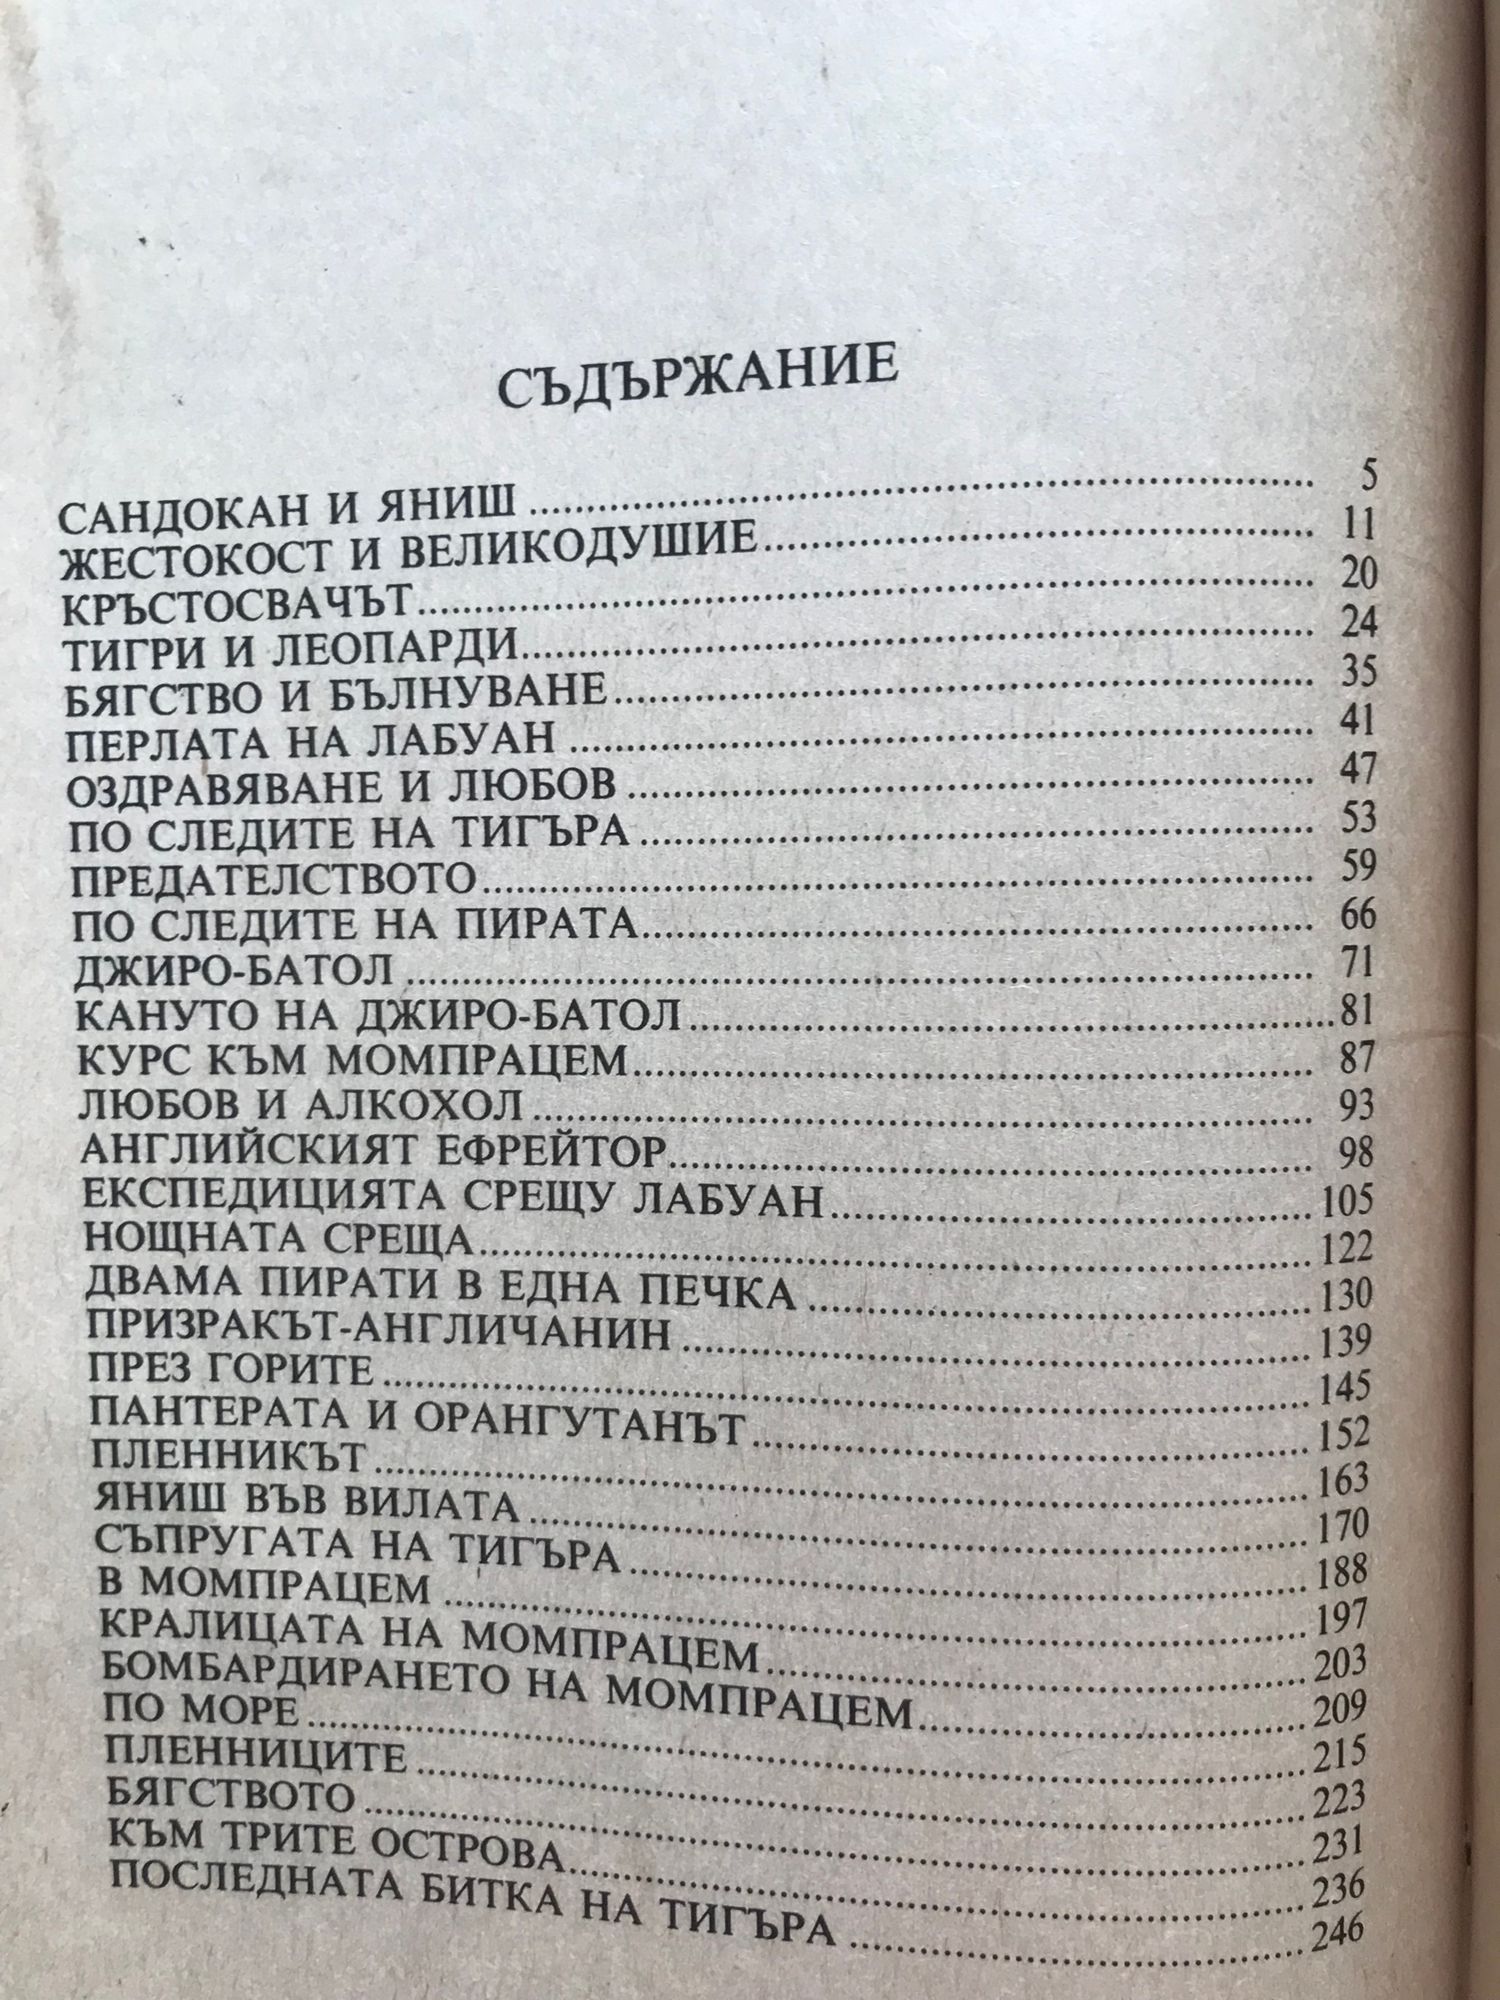 СЪДЪРЖАНИЕ
САНДОКАН И ЯНИШ ........ 5
ЖЕСТОКОСТ И ВЕЛИКОДУШИЕ ........ 11
КРЪСТОСВАЧЪТ ........ 20
ТИГРИ И ЛЕОПАРДИ ........ 24
БЯГСТВО И БЪЛНУВАНЕ ........ 35
ПЕРЛАТА НА ЛАБУАН ........ 41
ОЗДРАВЯВАНЕ И ЛЮБОВ ........ 47
ПО СЛЕДИТЕ НА ТИГЪРА ........ 53
ПРЕДАТЕЛСТВОТО ........ 59
ПО СЛЕДИТЕ НА ПИРАТА ........ 66
ДЖИРО-БАТОЛ ........ 71
КАНУТО НА ДЖИРО-БАТОЛ ........ 81
КУРС КЪМ МОМПРАЦЕМ ........ 87
ЛЮБОВ И АЛКОХОЛ ........ 93
АНГЛИЙСКИЯТ ЕФРЕЙТОР ........ 98
ЕКСПЕДИЦИЯТА СРЕЩУ ЛАБУАН ........ 105
НОЩНАТА СРЕЩА ........ 122
ДВАМА ПИРАТИ В ЕДНА ПЕЧКА ........ 130
ПРИЗРАКЪТ-АНГЛИЧАНИН ........ 139
ПРЕЗ ГОРИТЕ ........ 145
ПАНТЕРАТА И ОРАНГУТАНЪТ ........ 152
ПЛЕННИКЪТ ........ 163
ЯНИШ ВЪВ ВИЛАТА ........ 170
СЪПРУГАТА НА ТИГЪРА ........ 188
В МОМПРАЦЕМ ........ 197
КРАЛИЦАТА НА МОМПРАЦЕМ ........ 203
БОМБАРДИРАНЕТО НА МОМПРАЦЕМ ........ 209
ПО МОРЕ ........ 215
ПЛЕННИЦИТЕ ........ 223
БЯГСТВОТО ........ 231
КЪМ ТРИТЕ ОСТРОВА ........ 236
ПОСЛЕДНАТА БИТКА НА ТИГЪРА ........ 246